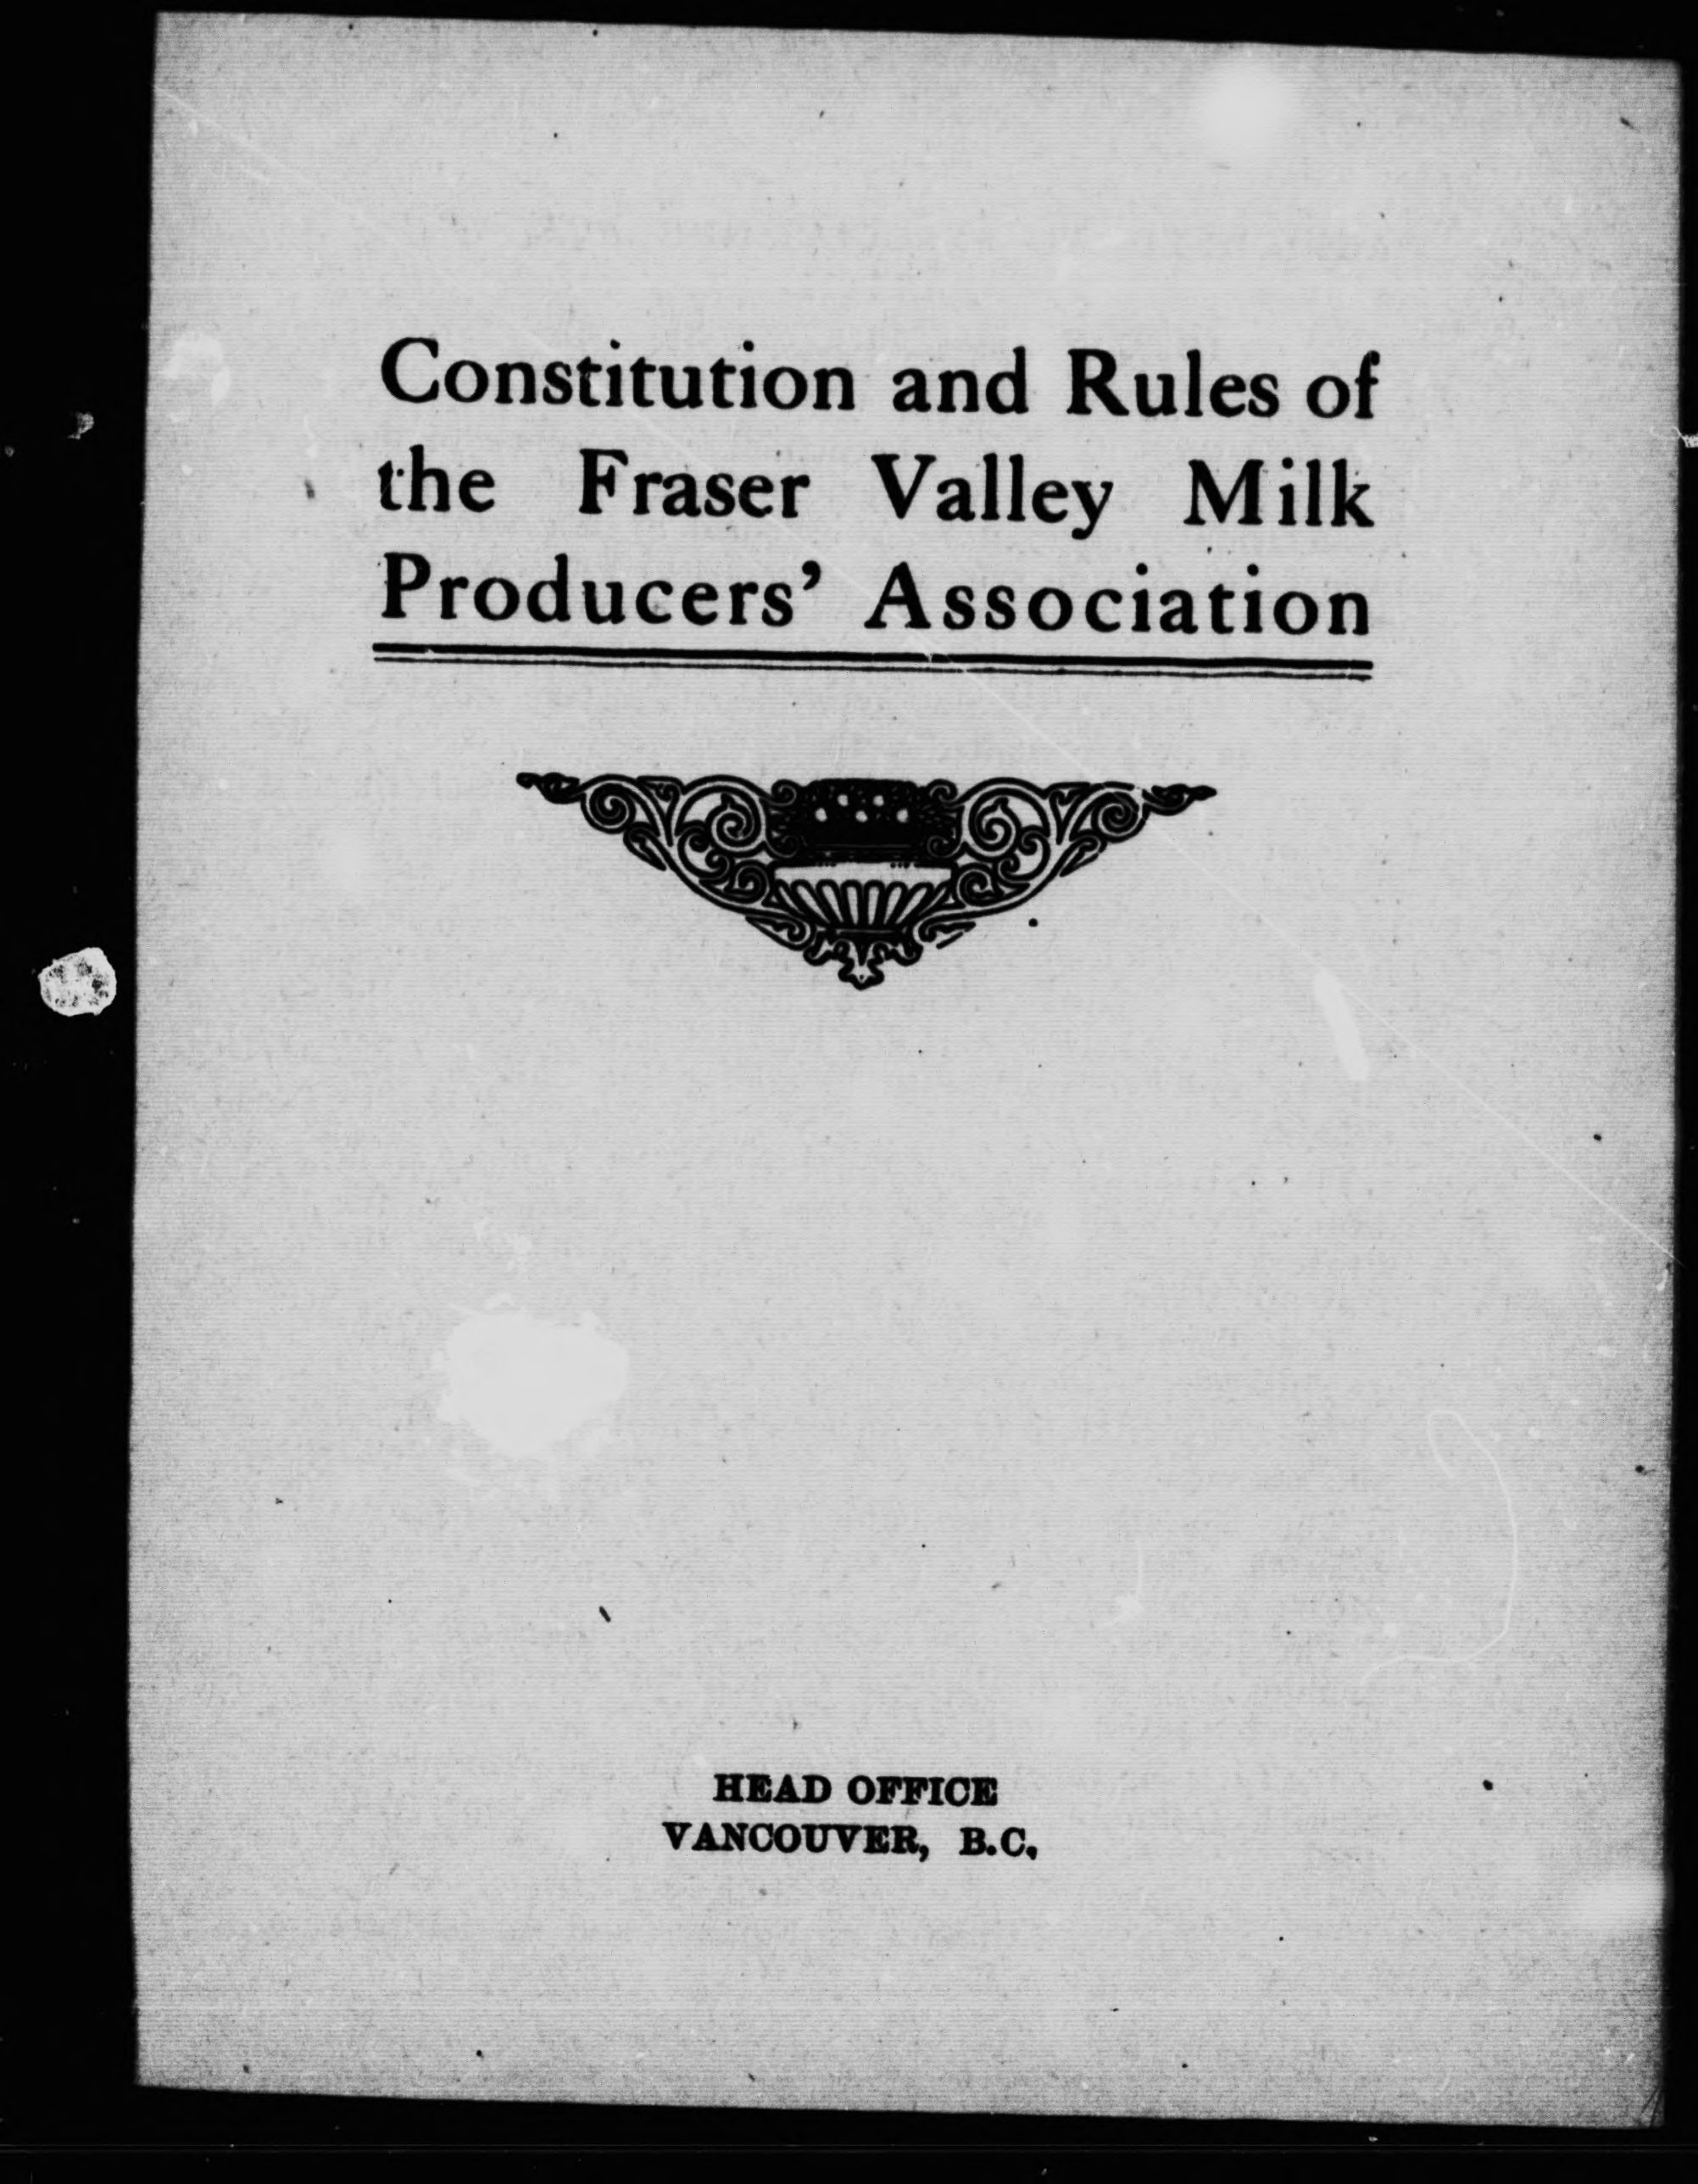 Constitution and Rules of
the Fraser Valley Milk
Producers’ Association
HEAD OFFICE
VANCOUVER, B.C.